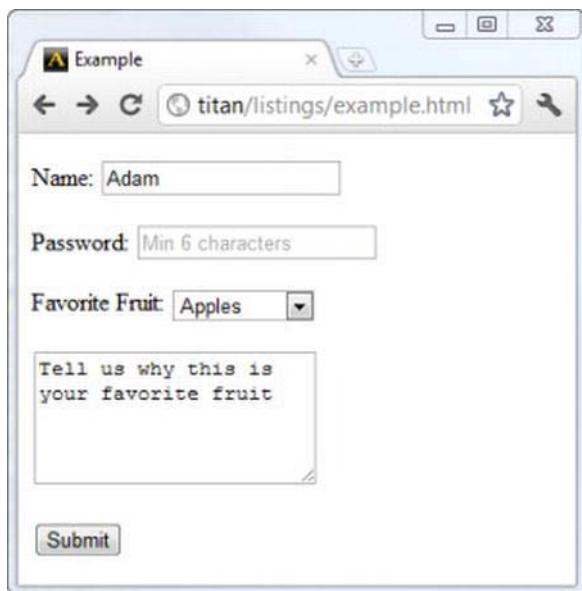 Example
titan/listings/example.html
Name: Adam
Password: Min 6 characters
Favorite Fruit: Apples
Tell us why this is
your favorite fruit
Submit